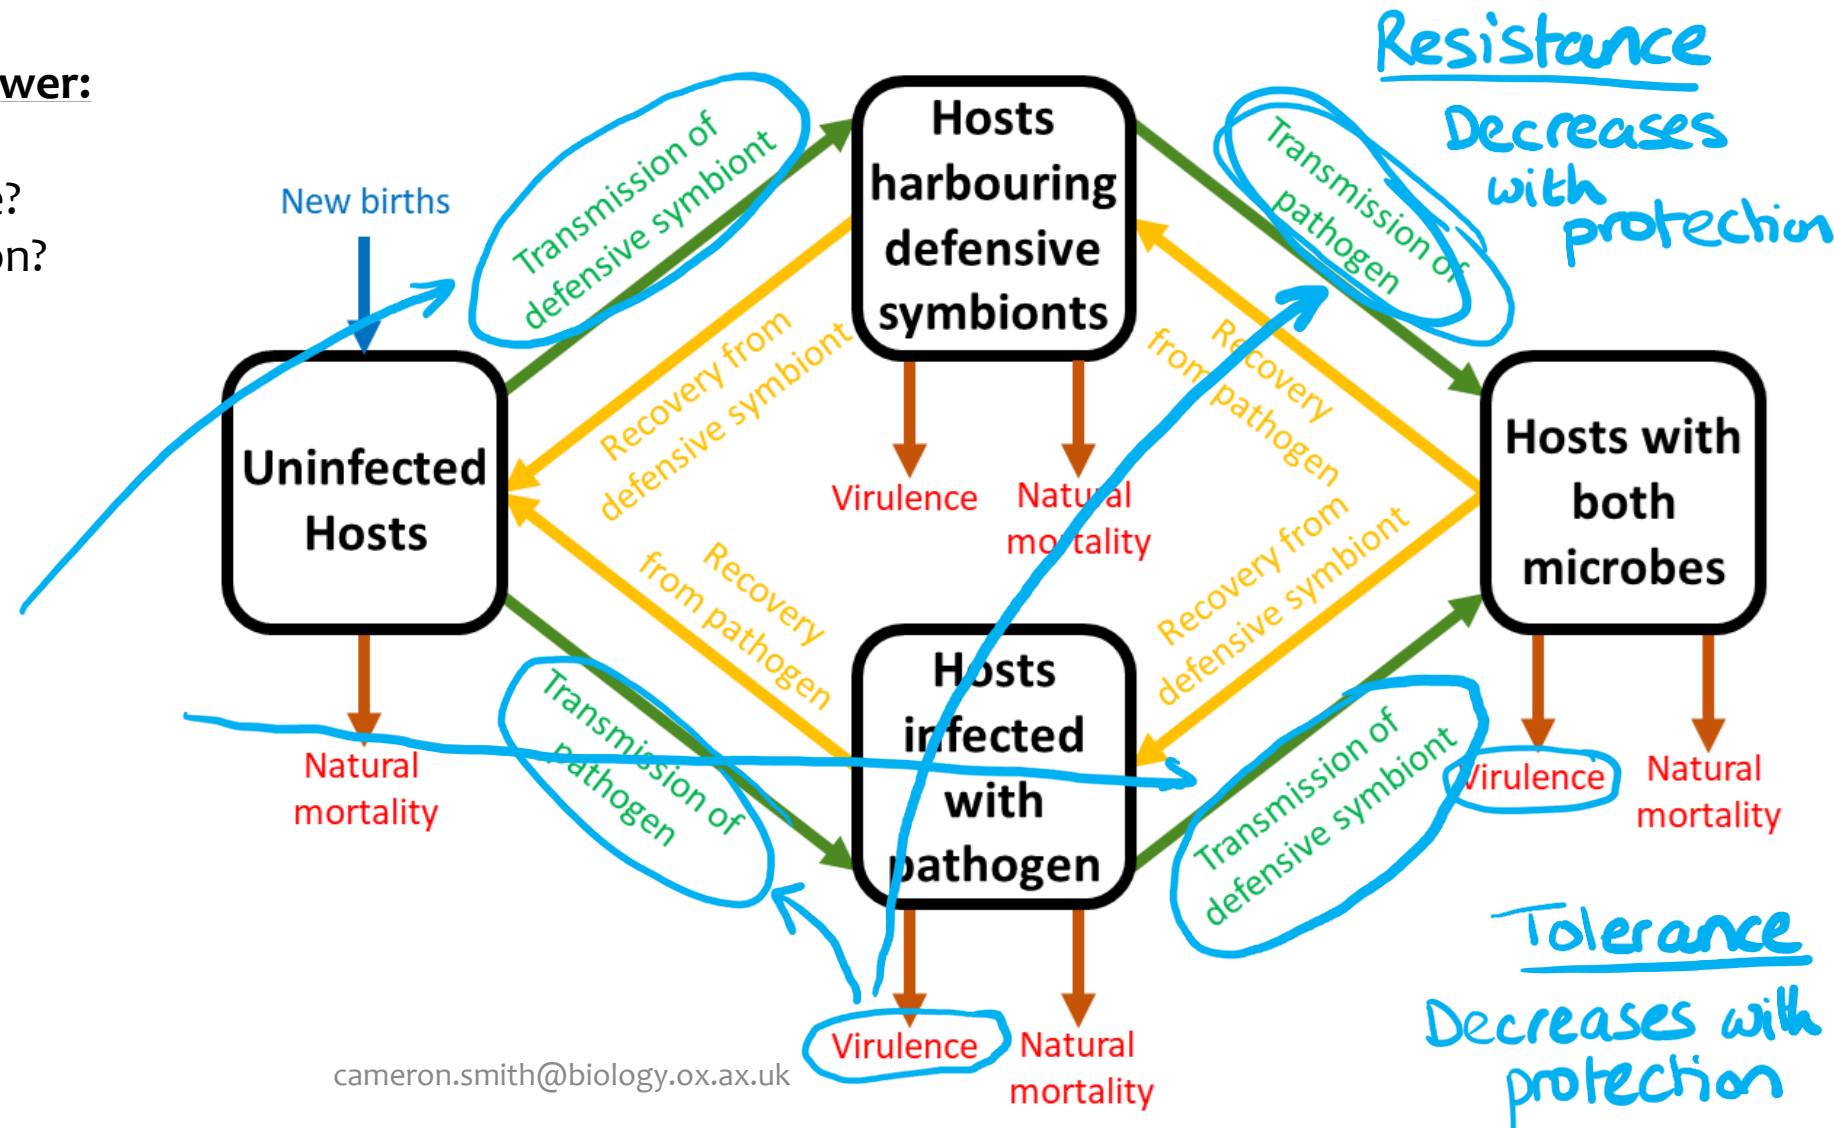 wer:
e?
on?
New births
Transmission of
defensive symbiont
Hosts
harbouring
defensive
symbionts
Transmission of
pathogen
Resistance
Decreases
with
protection
Recovery from
defensive symbiont
Recovery
from pathogen
Uninfected
Hosts
Virulence
Natural
mortality
Hosts with
both
microbes
Recovery
from pathogen
Recovery from
defensive symbiont
Natural
mortality
Transmission of
pathogen
Hosts
infected
with
pathogen
Transmission of
defensive symbiont
Virulence
Natural
mortality
Virulence
Natural
mortality
Tolerance
Decreases with
protection
cameron.smith@biology.ox.ax.uk